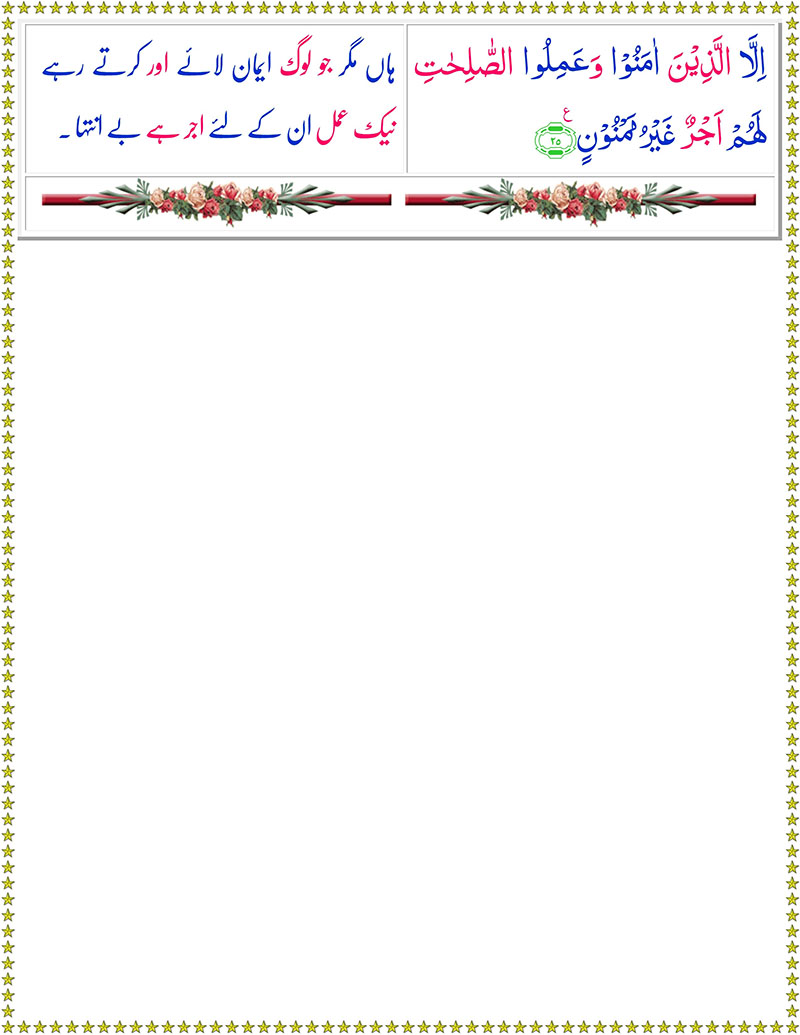 اِلَّا الَّذِيْنَ اٰمَنُوْا وَعَمِلُوا الصّٰلِحٰتِ
لَهُمْ اَجْرٌ غَيْرُ مَمْنُوْنٍ ﴿۲۵﴾ ع
ہاں مگر جو لوگ ایمان لائے اور کرتے رہے
نیک عمل ان کے لئے اجر ہے بے انتہا۔